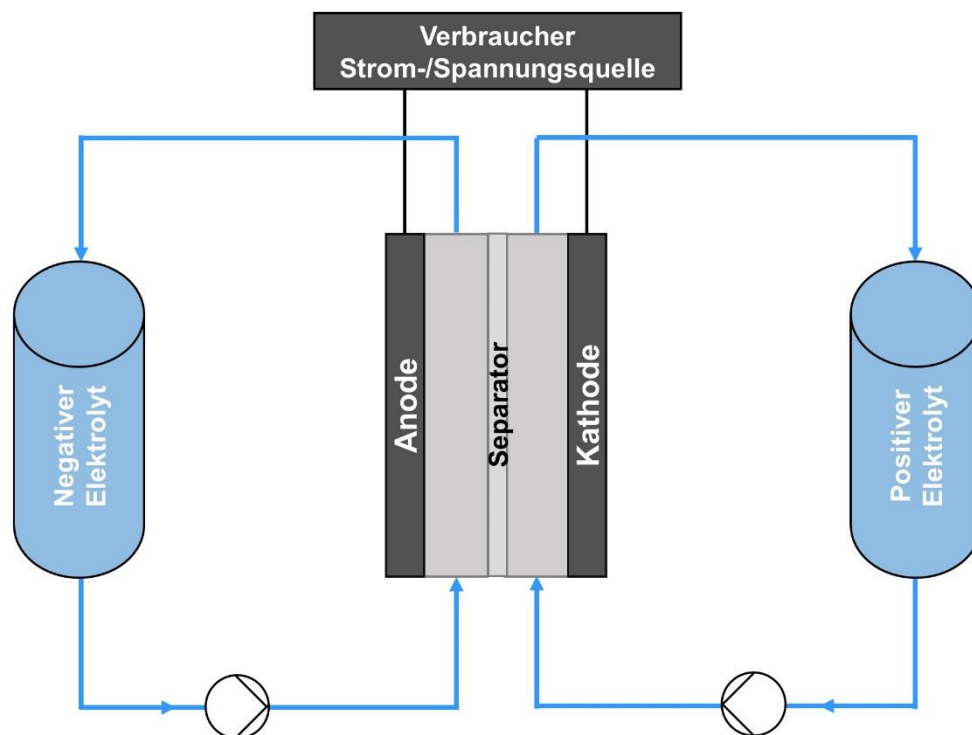 Verbraucher
Strom-/Spannungsquelle
Negativer
Elektrolyt
Anode
Separator
Kathode
Positiver
Elektrolyt